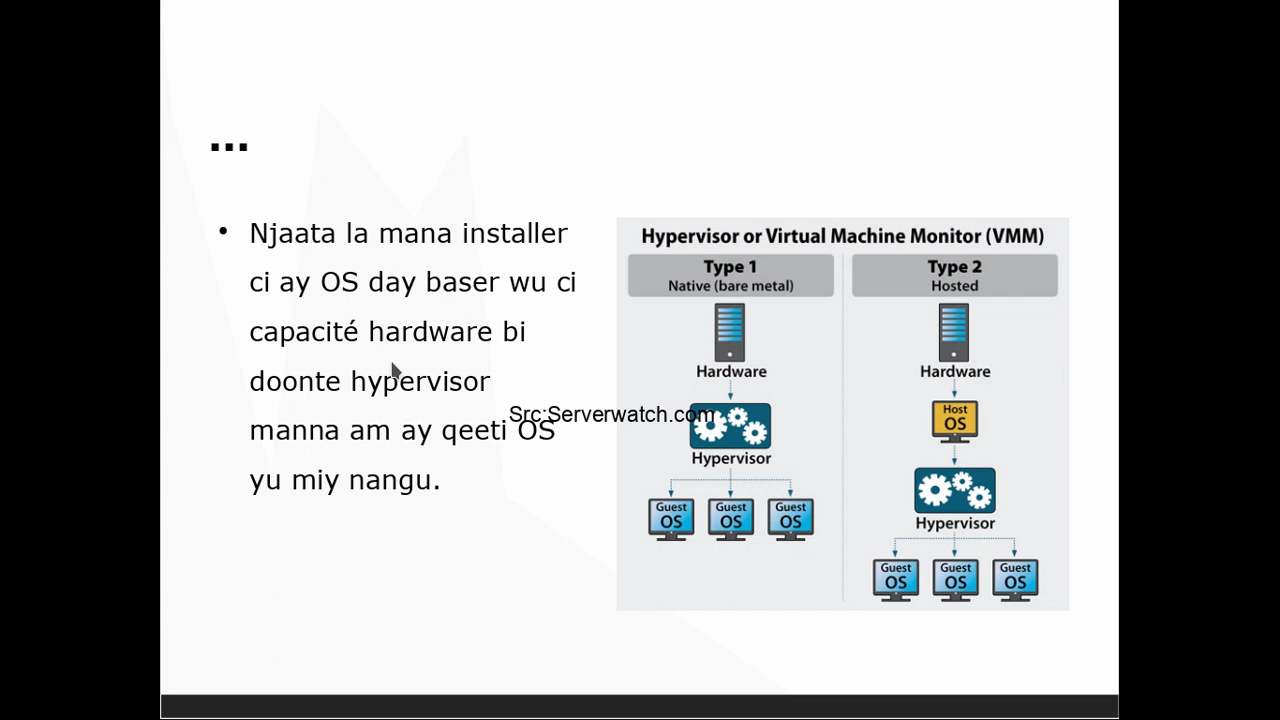 ...
• Njaata la mana installer
ci ay OS day baser wu ci
capacité hardware bi
doonte hypervisor
manna am ay qeeti OS
yu miy nangu.
Src:Serverwatch.com
Hypervisor or Virtual Machine Monitor (VMM)
Type 1
Native (bare metal)
Hardware
Hypervisor
Guest
OS
Guest
OS
Guest
OS
Type 2
Hosted
Hardware
Host
OS
Hypervisor
Guest
OS
Guest
OS
Guest
OS